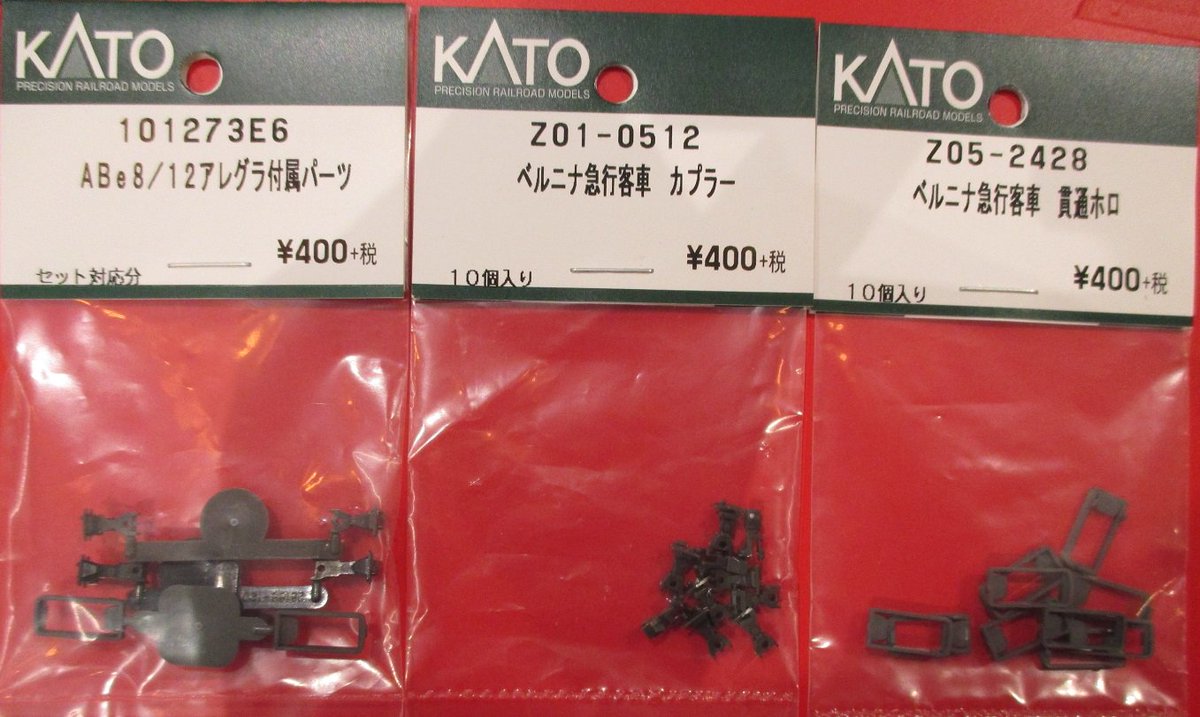 KATO
PRECISION RAILROAD MODELS
101273E6
ABe8/12アレグラ付属パーツ
¥400+税
セット対応分
KATO
PRECISION RAILROAD MODELS
Z01-0512
ベルニナ急行客車 カプラー
¥400+税
10個入り
KATO
PRECISION RAILROAD MODELS
Z05-2428
ベルニナ急行客車 貫通ホロ
¥400+税
10個入り